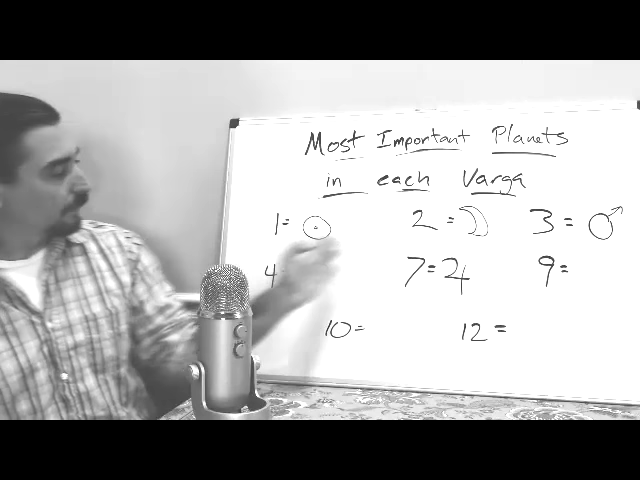 Most Important Planets
in each Varga
1= ☉ 2=☽ 3=♂
4= 7=♃ 9=
10= 12=